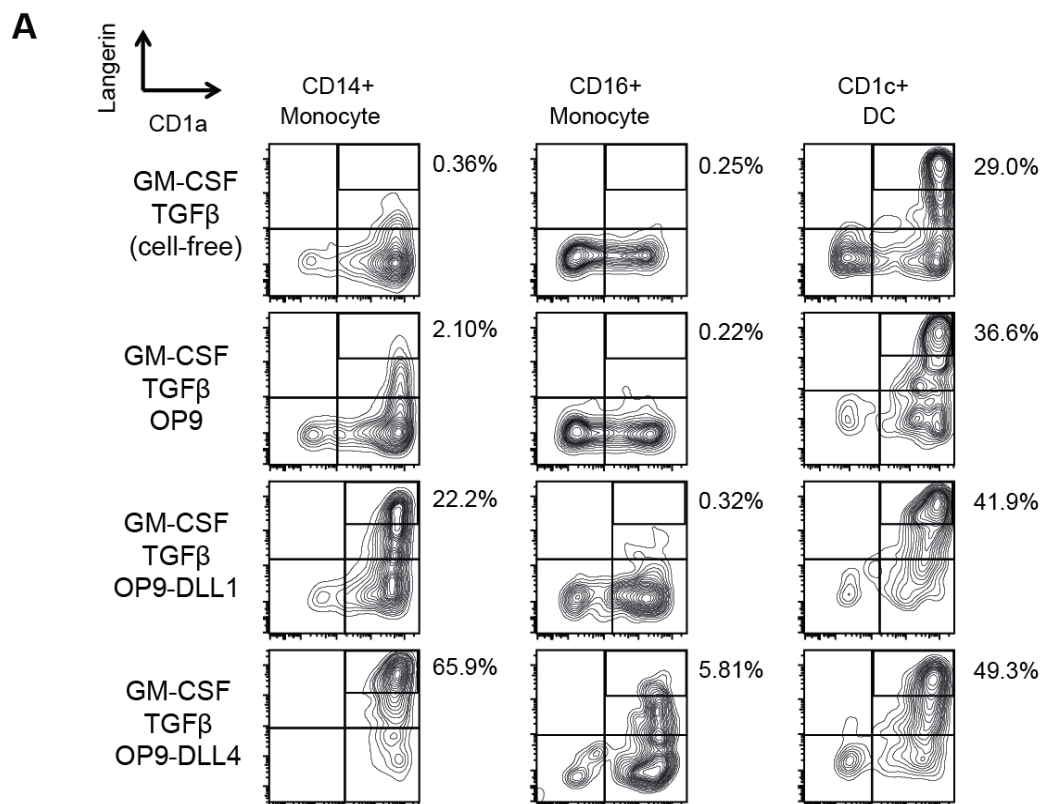 A
Langerin
CD1a
CD14+
Monocyte
CD16+
Monocyte
CD1c+
DC
GM-CSF
TGFβ
(cell-free)
0.36%
0.25%
29.0%
GM-CSF
TGFβ
OP9
2.10%
0.22%
36.6%
GM-CSF
TGFβ
OP9-DLL1
22.2%
0.32%
41.9%
GM-CSF
TGFβ
OP9-DLL4
65.9%
5.81%
49.3%